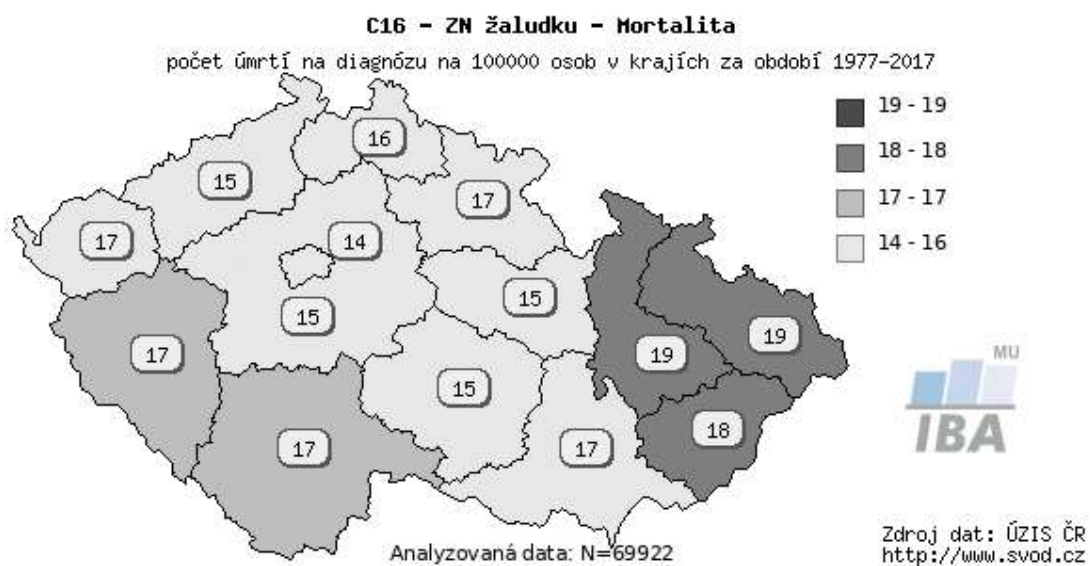 C16 - ZN žaludku - Mortalita
počet úmrtí na diagnózu na 100000 osob v krajích za období 1977-2017
19 - 19
18 - 18
17 - 17
14 - 16
16
15
17
17
14
15
15
17
19
19
15
18
17
17
MU
IBA
Analyzovaná data: N=69922
Zdroj dat: ÚZIS ČR
http://www.svod.cz